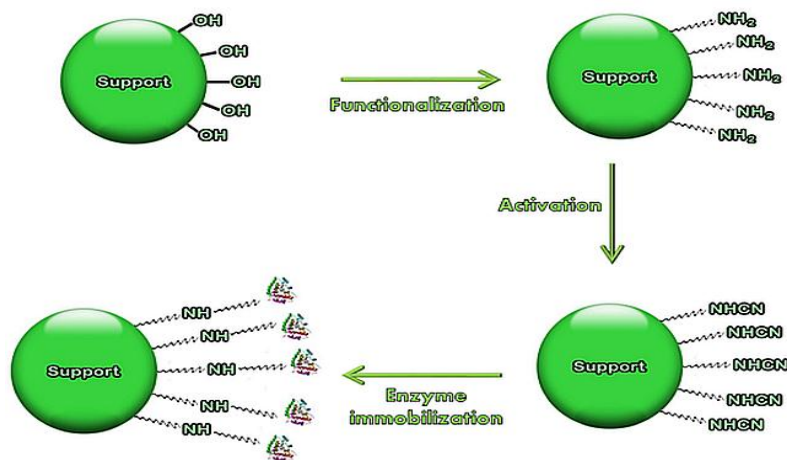 OH
OH
Support
OH
OH
OH
Functionalization
NH₂
NH₂
Support
NH₂
NH₂
NH₂
Activation
NH
NH
Support
NH
NH
NH
Enzyme
immobilization
NHCN
NHCN
Support
NHCN
NHCN
NHCN